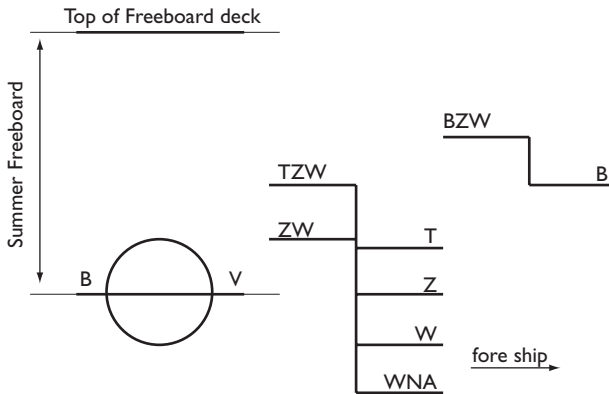 Top of Freeboard deck
Summer Freeboard
BZW
TZW
B
ZW
T
B V
Z
W
fore ship
WNA